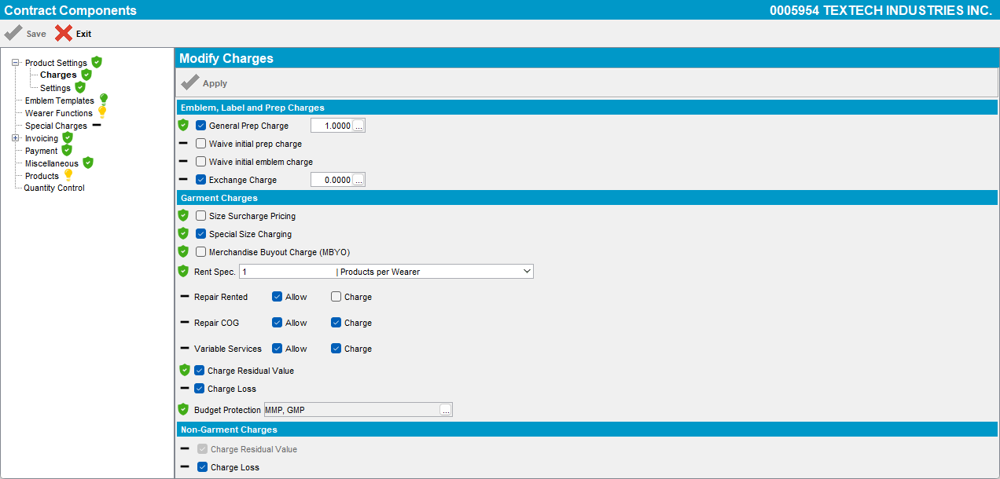 Contract Components 0005954 TEXTECH INDUSTRIES INC.
Save Exit
Product Settings
Charges
Settings
Emblem Templates
Wearer Functions
Special Charges
Invoicing
Payment
Miscellaneous
Products
Quantity Control
Modify Charges
Apply
Emblem, Label and Prep Charges
General Prep Charge 1.0000 ...
Waive initial prep charge
Waive initial emblem charge
Exchange Charge 0.0000 ...
Garment Charges
Size Surcharge Pricing
Special Size Charging
Merchandise Buyout Charge (MBYO)
Rent Spec. 1 | Products per Wearer
Repair Rented Allow Charge
Repair COG Allow Charge
Variable Services Allow Charge
Charge Residual Value
Charge Loss
Budget Protection MMP, GMP ...
Non-Garment Charges
Charge Residual Value
Charge Loss